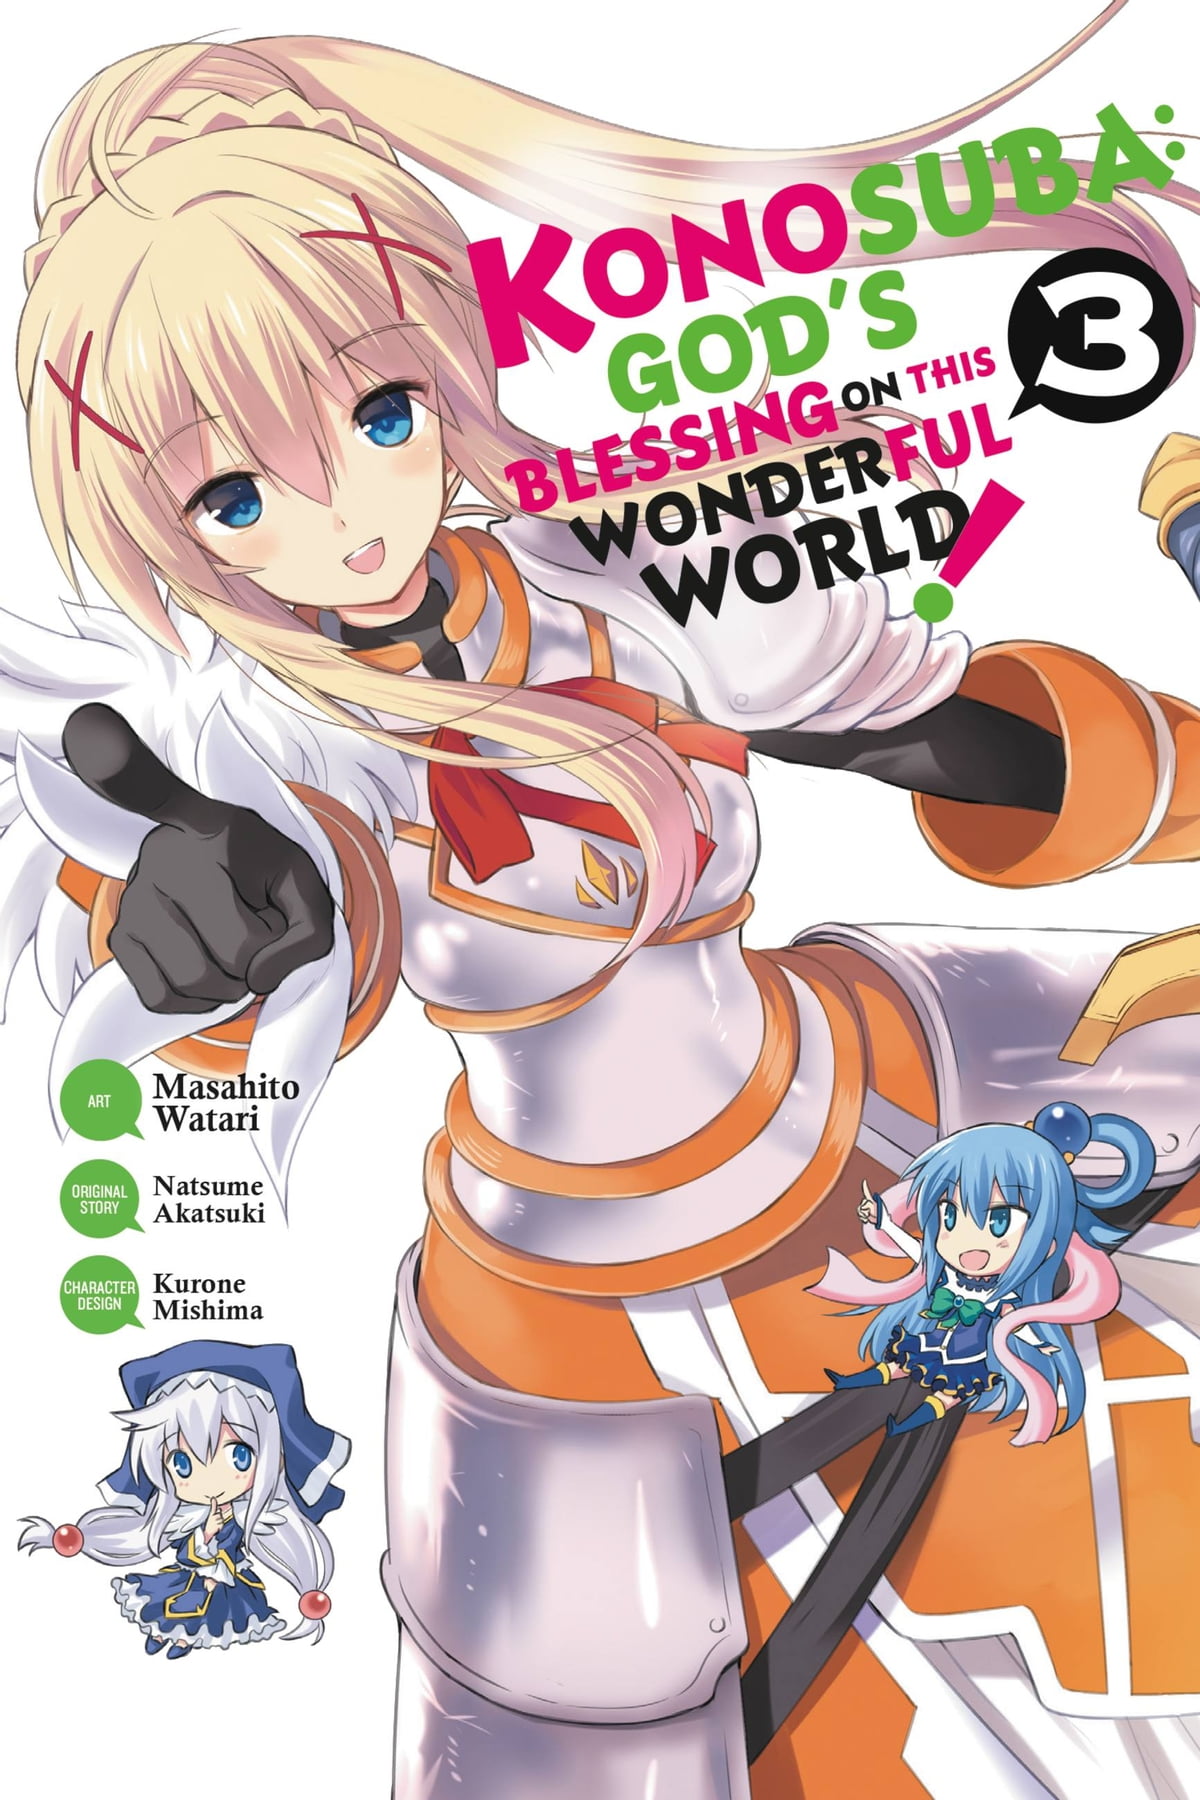 KONOSUBA:
GOD'S
BLESSING ON THIS
WONDERFUL
WORLD!
3
ART
Masahito
Watari
ORIGINAL
STORY
Natsume
Akatsuki
CHARACTER
DESIGN
Kurone
Mishima